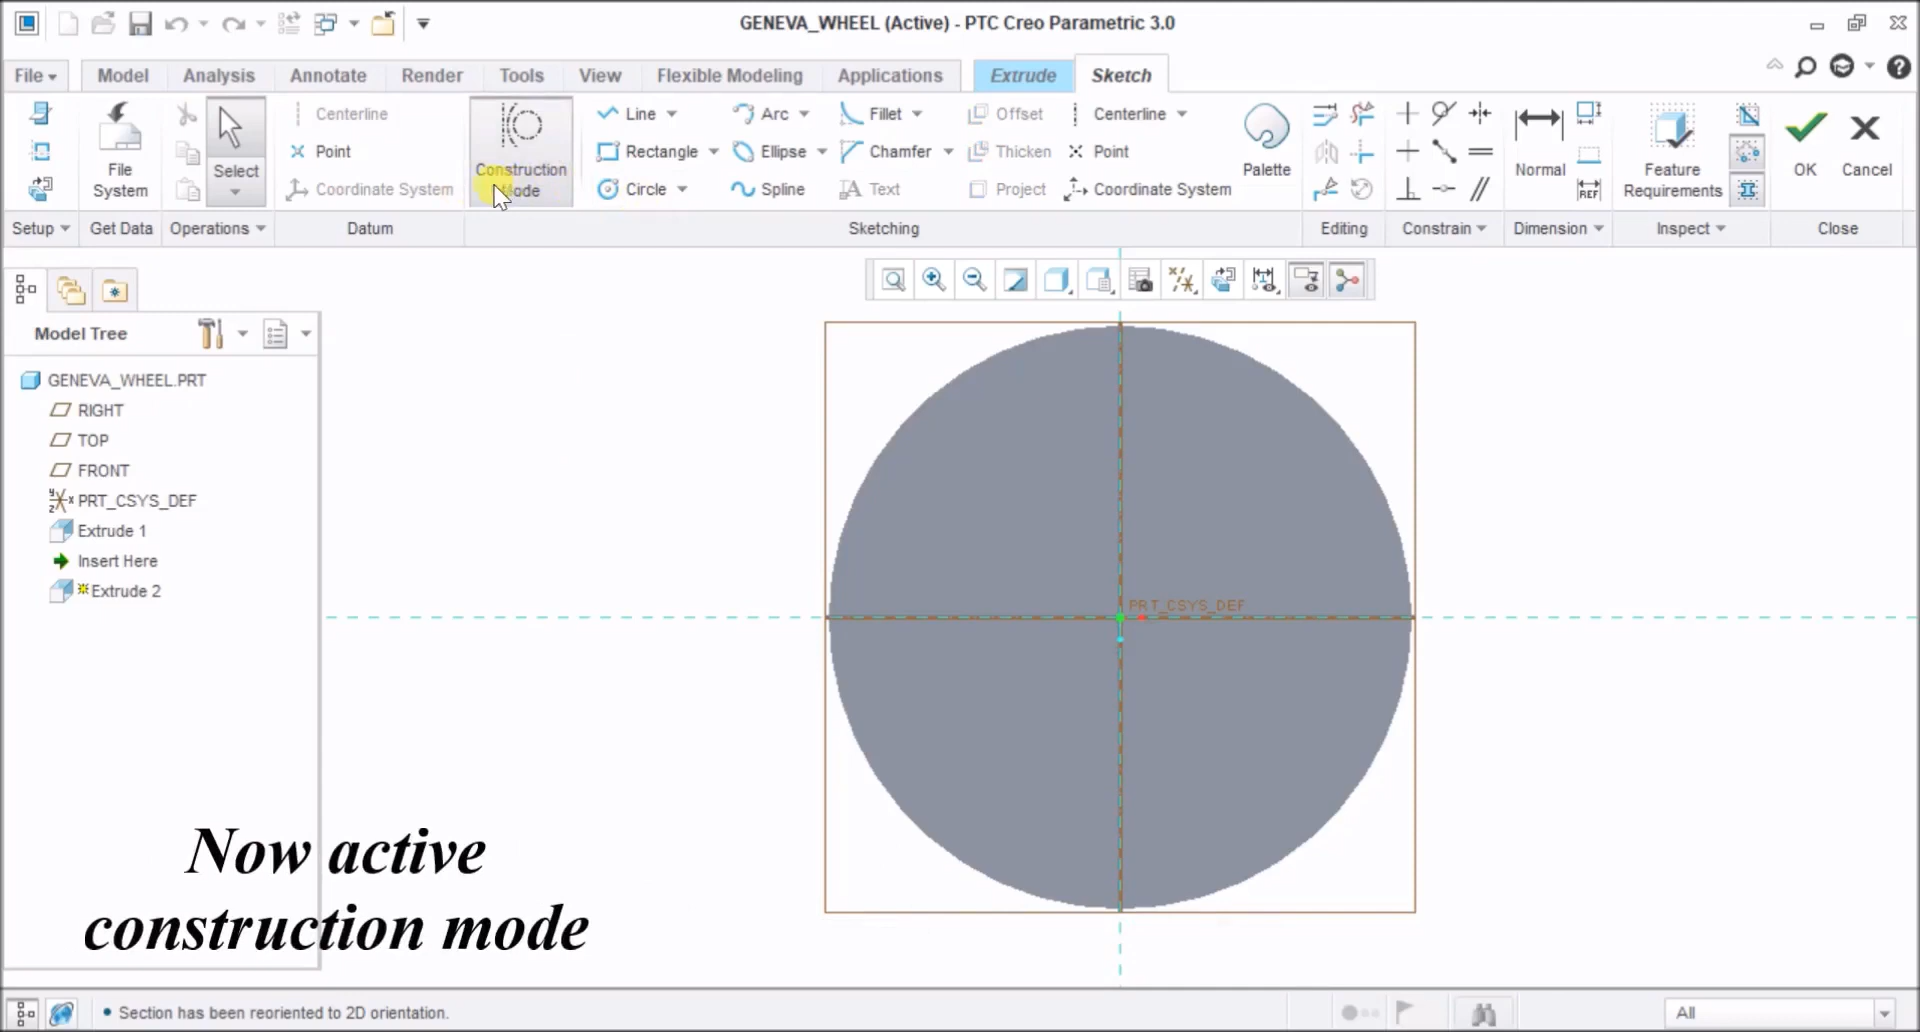 GENEVA_WHEEL (Active) - PTC Creo Parametric 3.0
File Model Analysis Annotate Render Tools View Flexible Modeling Applications Extrude Sketch
Centerline Line Arc Fillet Offset Centerline
Point Rectangle Ellipse Chamfer Thicken Point
Coordinate System Circle Spline Text Project Coordinate System
File System
Select
Construction Mode
Palette
Normal
REF
Feature Requirements
OK
Cancel
Setup Get Data Operations Datum Sketching Editing Constrain Dimension Inspect Close
Model Tree
GENEVA_WHEEL.PRT
RIGHT
TOP
FRONT
PRT_CSYS_DEF
Extrude 1
Insert Here
Extrude 2
PRT_CSYS_DEF
Now active
construction mode
Section has been reoriented to 2D orientation.
All